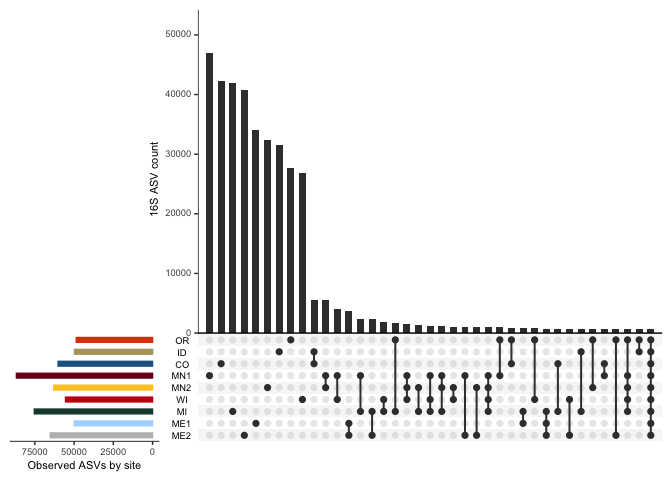 50000
40000
30000
20000
10000
0
16S ASV count
OR
ID
CO
MN1
MN2
WI
MI
ME1
ME2
75000 50000 25000 0
Observed ASVs by site